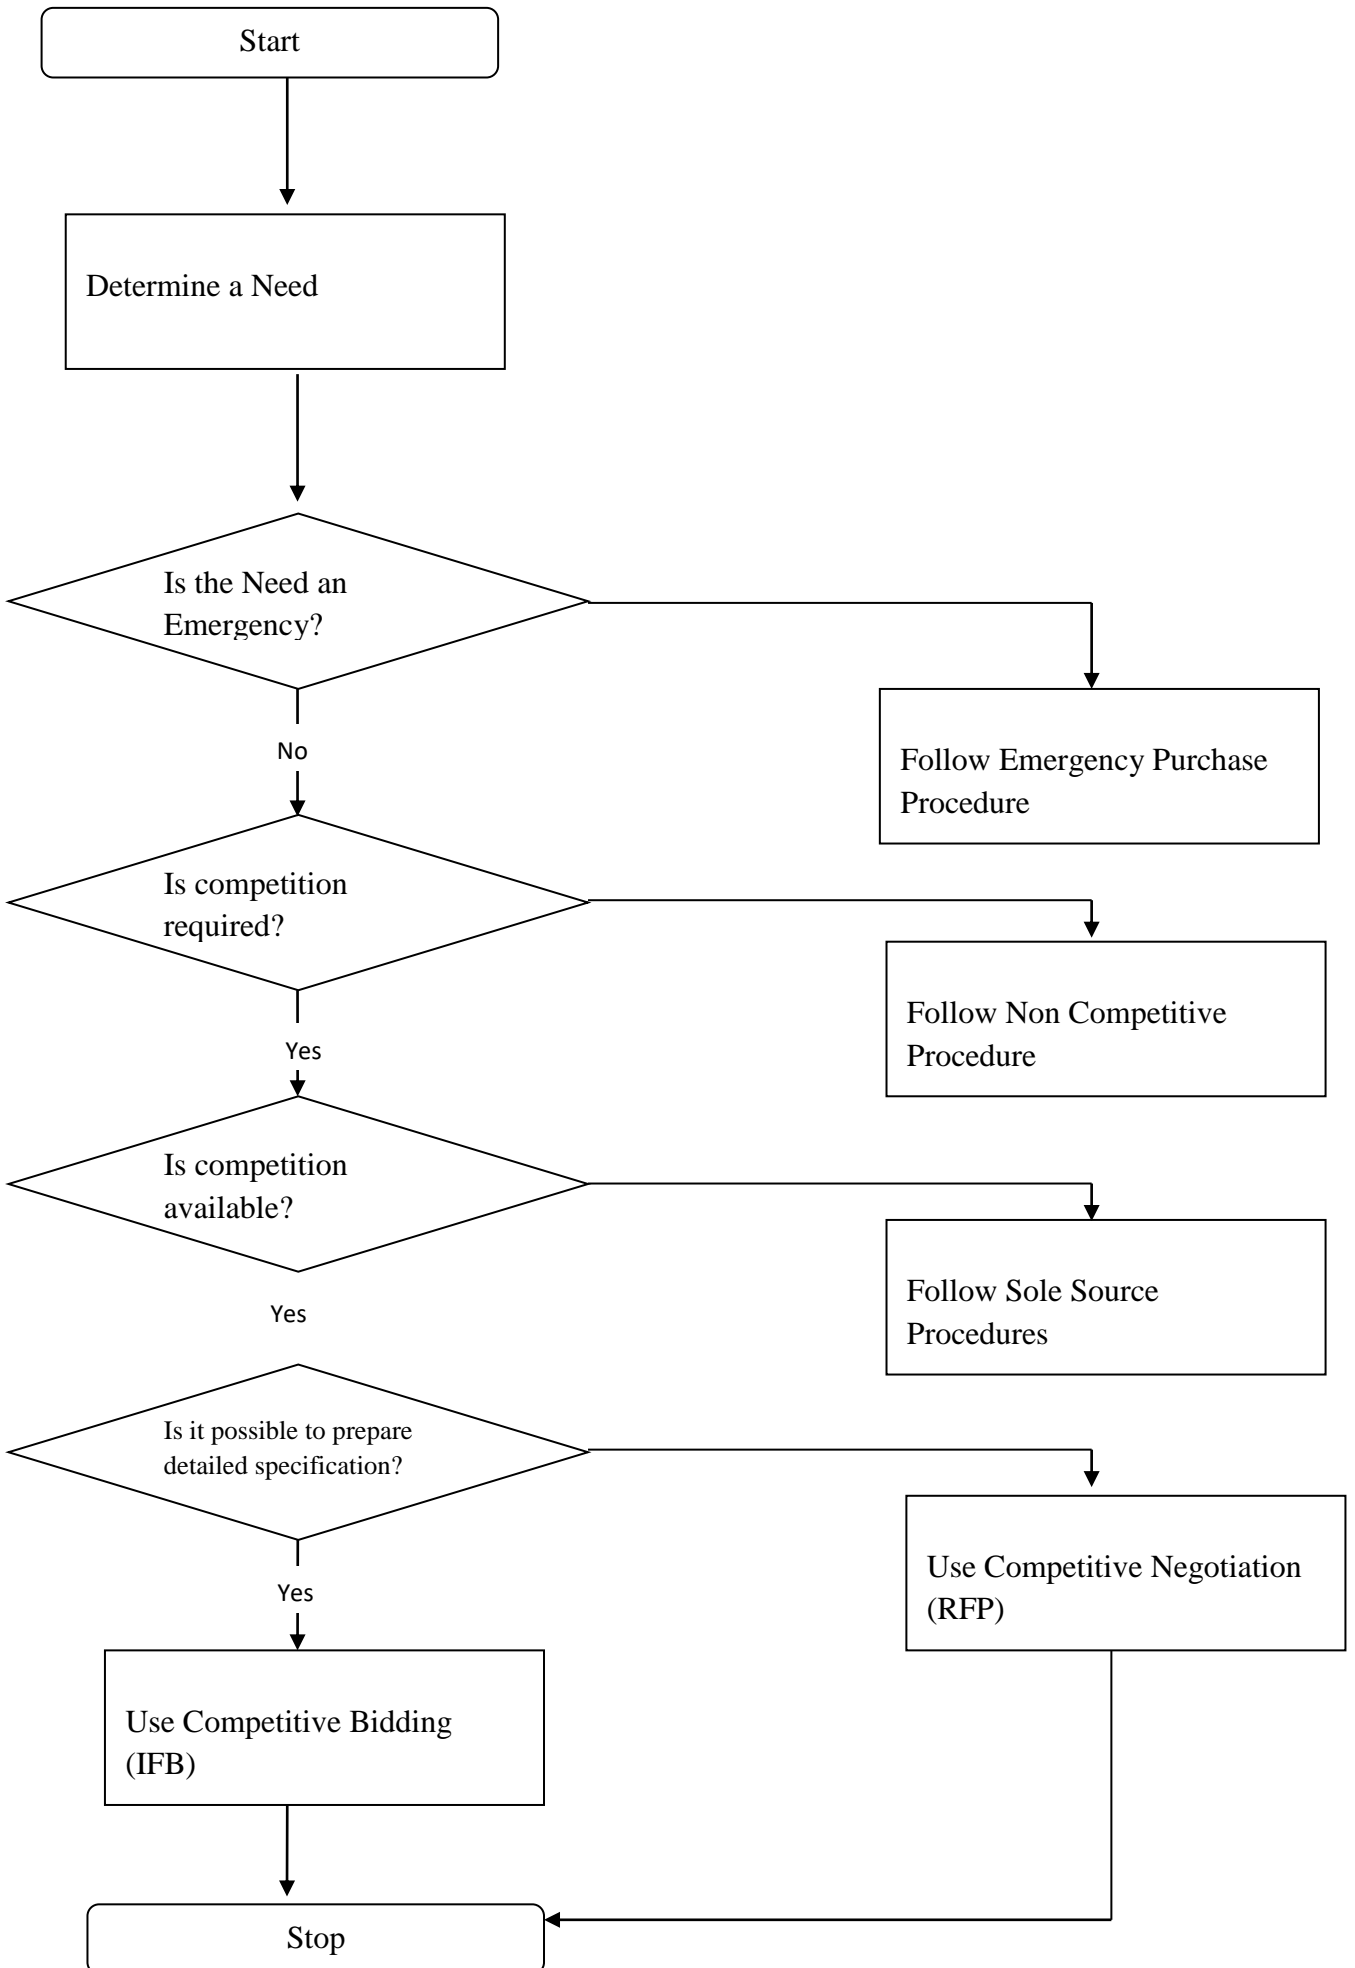 Start
Determine a Need
Is the Need an
Emergency?
No
Follow Emergency Purchase
Procedure
Is competition
required?
Follow Non Competitive
Procedure
Yes
Is competition
available?
Follow Sole Source
Procedures
Yes
Is it possible to prepare
detailed specification?
Use Competitive Negotiation
(RFP)
Yes
Use Competitive Bidding
(IFB)
Stop